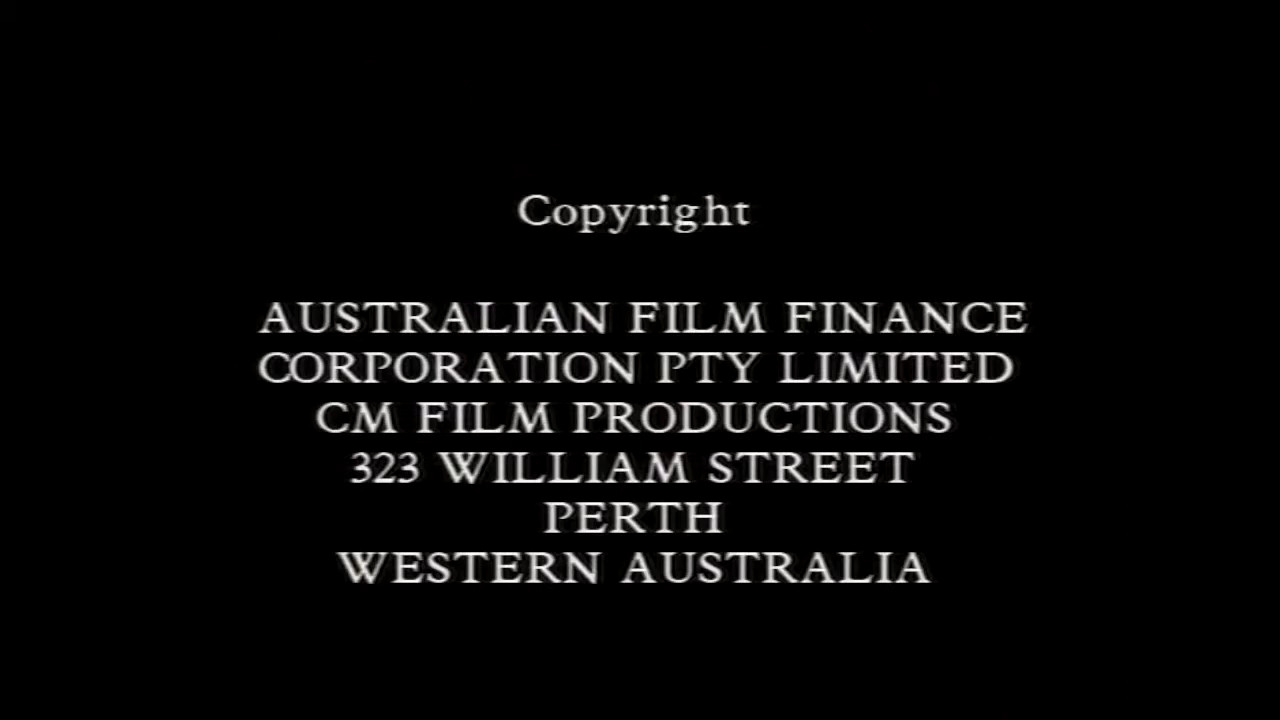 Copyright
AUSTRALIAN FILM FINANCE
CORPORATION PTY LIMITED
CM FILM PRODUCTIONS
323 WILLIAM STREET
PERTH
WESTERN AUSTRALIA